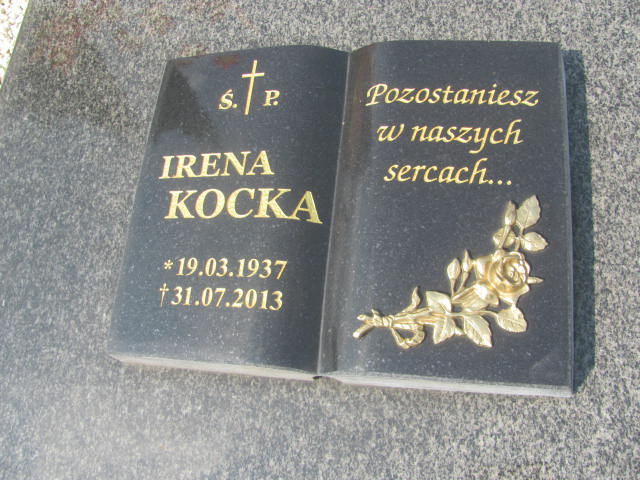 Ś. P.
IRENA
KOCKA
* 19.03.1937
† 31.07.2013
Pozostaniesz
w naszych
sercach...